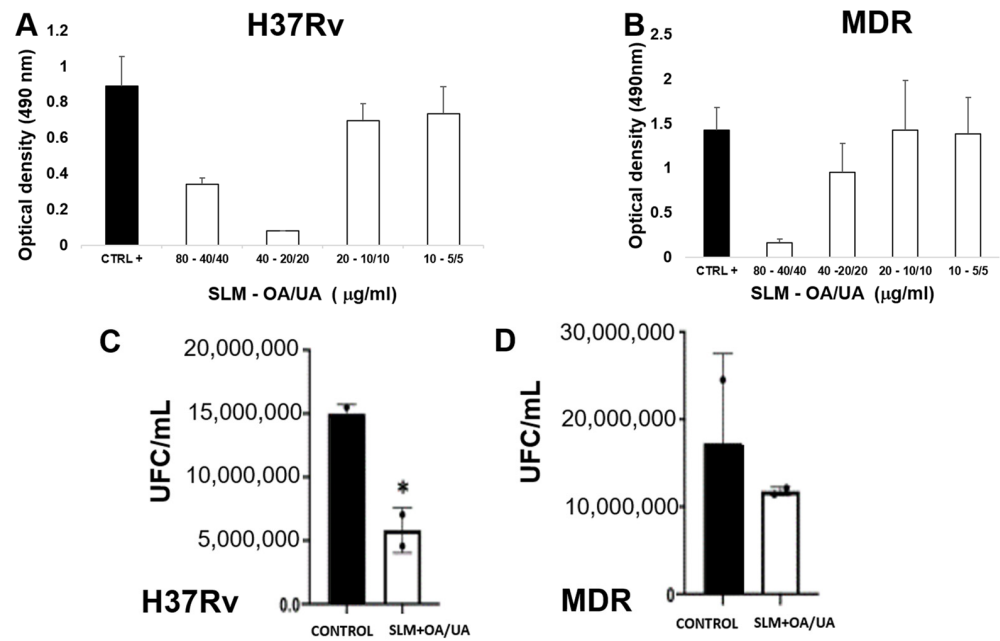 A
H37Rv
Optical density (490 nm)
1.2
1
0.8
0.6
0.4
0.2
0
CTRL +
80 - 40/40
40 - 20/20
20 - 10/10
10 - 5/5
SLM - OA/UA ( μg/ml)
B
MDR
Optical density (490nm)
2.5
2
1.5
1
0.5
0
CTRL +
80 - 40/40
40 -20/20
20 - 10/10
10 - 5/5
SLM - OA/UA (μg/ml)
C
UFC/mL
20,000,000
15,000,000
10,000,000
5,000,000
0.0
*
H37Rv
CONTROL
SLM+OA/UA
D
UFC/mL
30,000,000
20,000,000
10,000,000
0
MDR
CONTROL
SLM+OA/UA